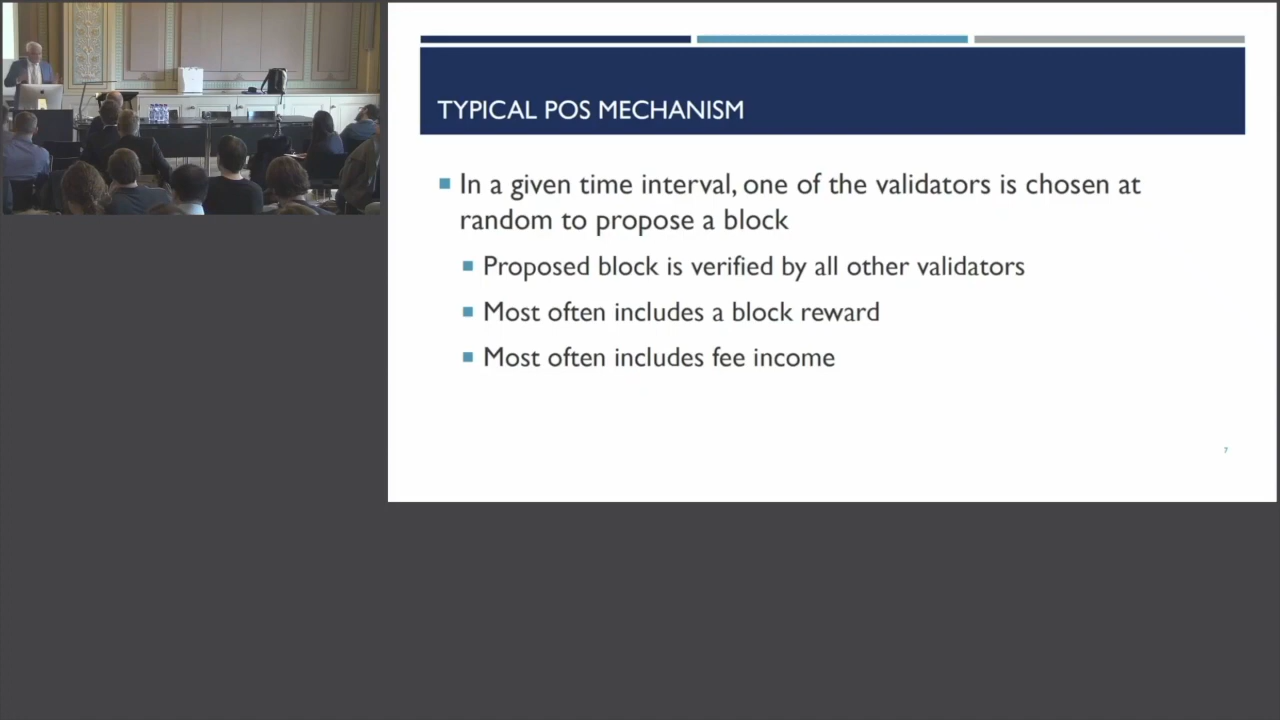 TYPICAL POS MECHANISM
In a given time interval, one of the validators is chosen at
random to propose a block
Proposed block is verified by all other validators
Most often includes a block reward
Most often includes fee income
7